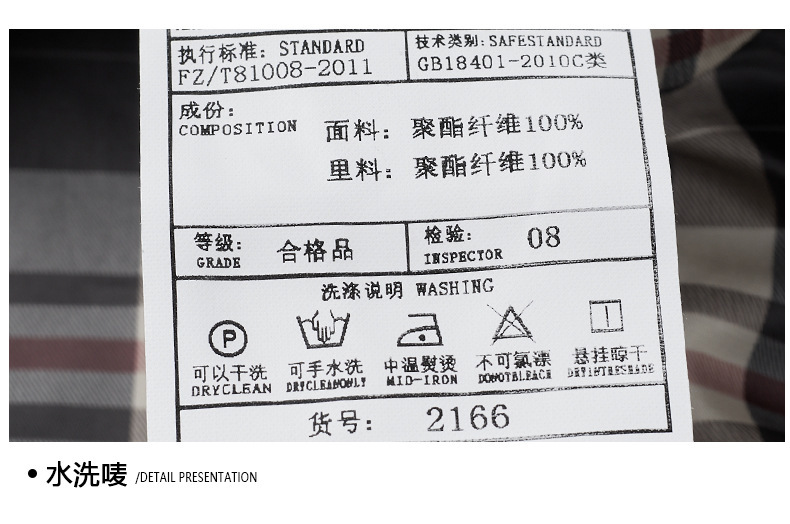 执行标准: STANDARD
FZ/T81008-2011
技术类别:SAFESTANDARD
GB18401-2010C类
成份:
COMPOSITION
面料: 聚酯纤维100%
里料: 聚酯纤维100%
等级:
GRADE
合格品
检验:
INSPECTOR
08
洗涤说明 WASHING
P
可以干洗
DRYCLEAN
可手水洗
DRYCLEANONLY
中温熨烫
MID-IRON
不可氯漂
DONOTBLEACH
悬挂晾干
DRYINTHESHADE
货号: 2166
• 水洗唛 /DETAIL PRESENTATION